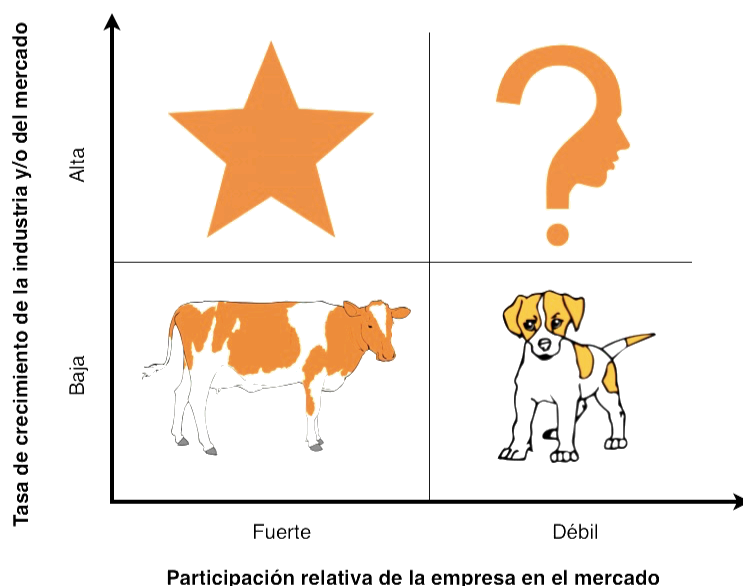 Tasa de crecimiento de la industria y/o del mercado
Alta
Baja
Fuerte
Débil
Participación relativa de la empresa en el mercado